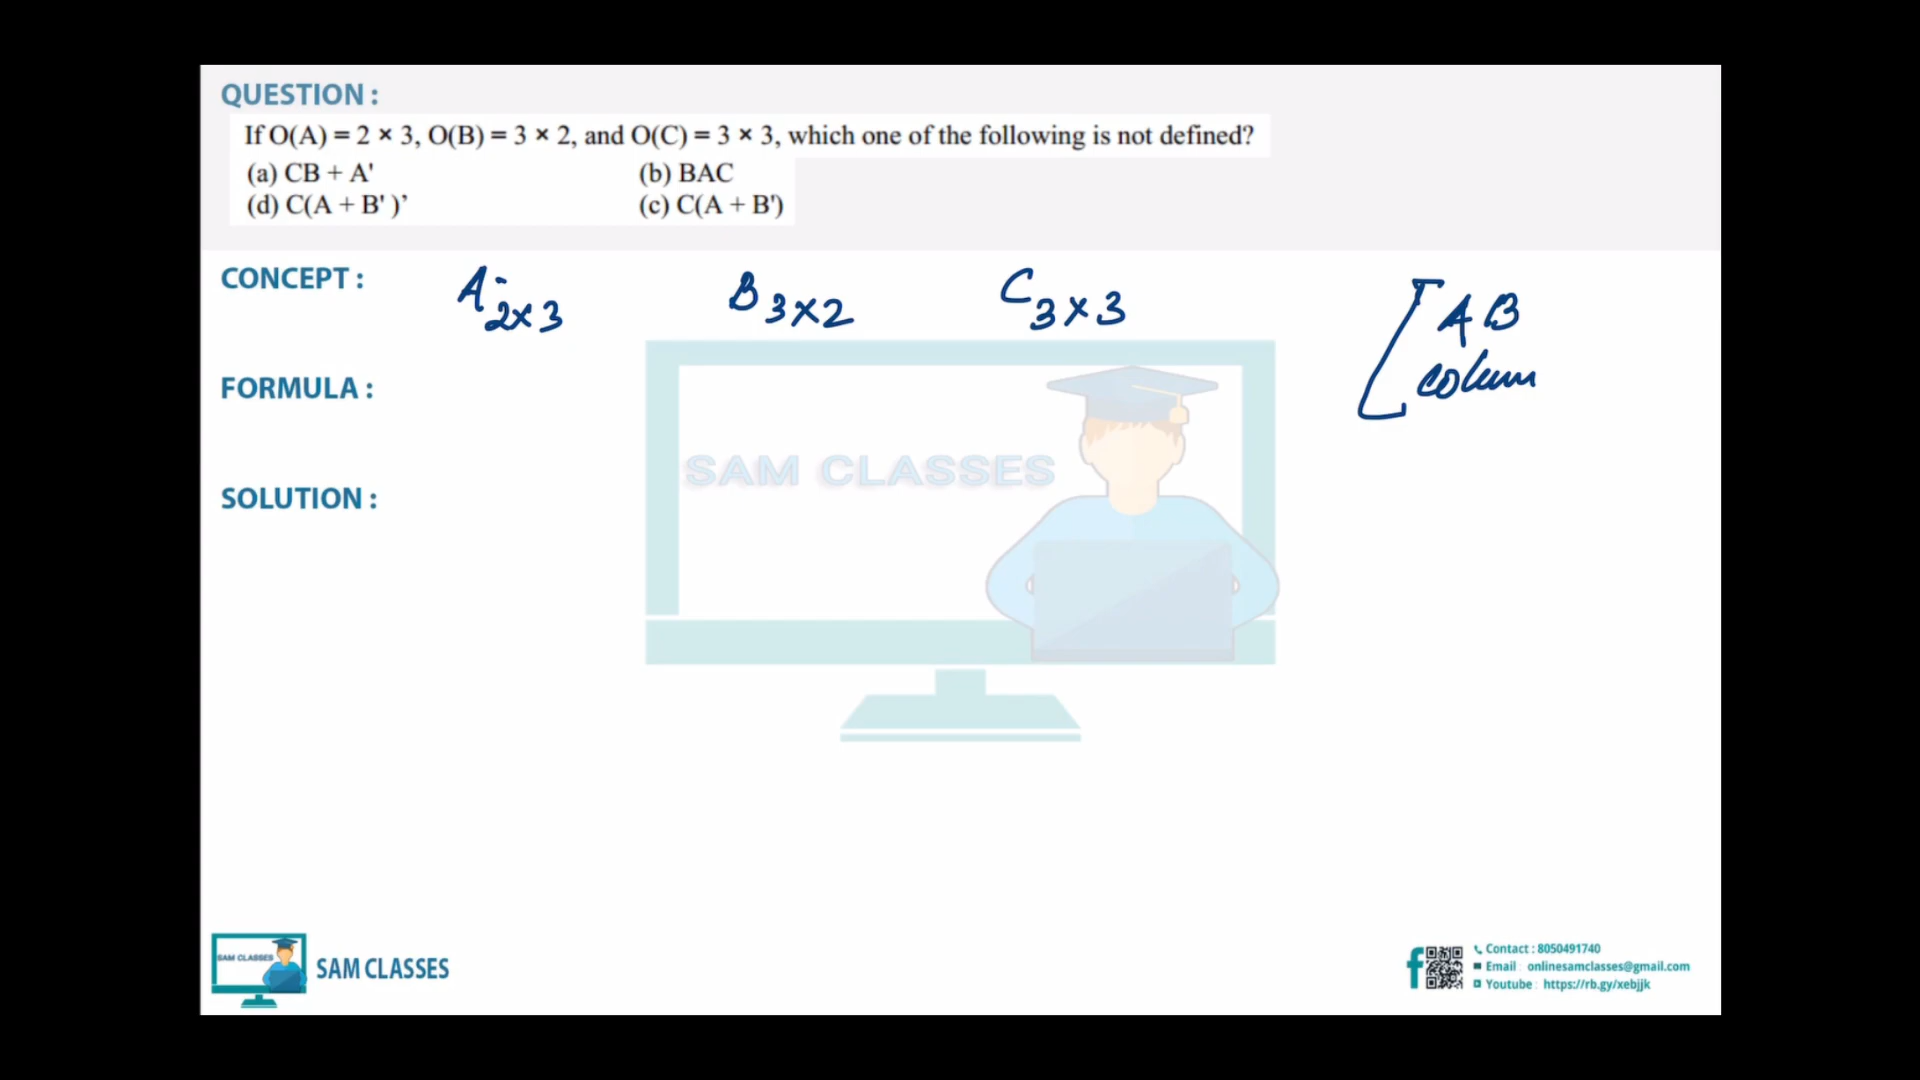 QUESTION :
If O(A) = 2 × 3, O(B) = 3 × 2, and O(C) = 3 × 3, which one of the following is not defined?
(a) CB + A' (b) BAC
(d) C(A + B' )’ (c) C(A + B')
CONCEPT : A 2×3 B 3×2 C 3×3 [ A B
colum
FORMULA :
SAM CLASSES
SOLUTION :
SAM CLASSES
SAM CLASSES
Contact : 8050491740
Email : onlinesamclasses@gmail.com
Youtube : https://rb.gy/xebjjk